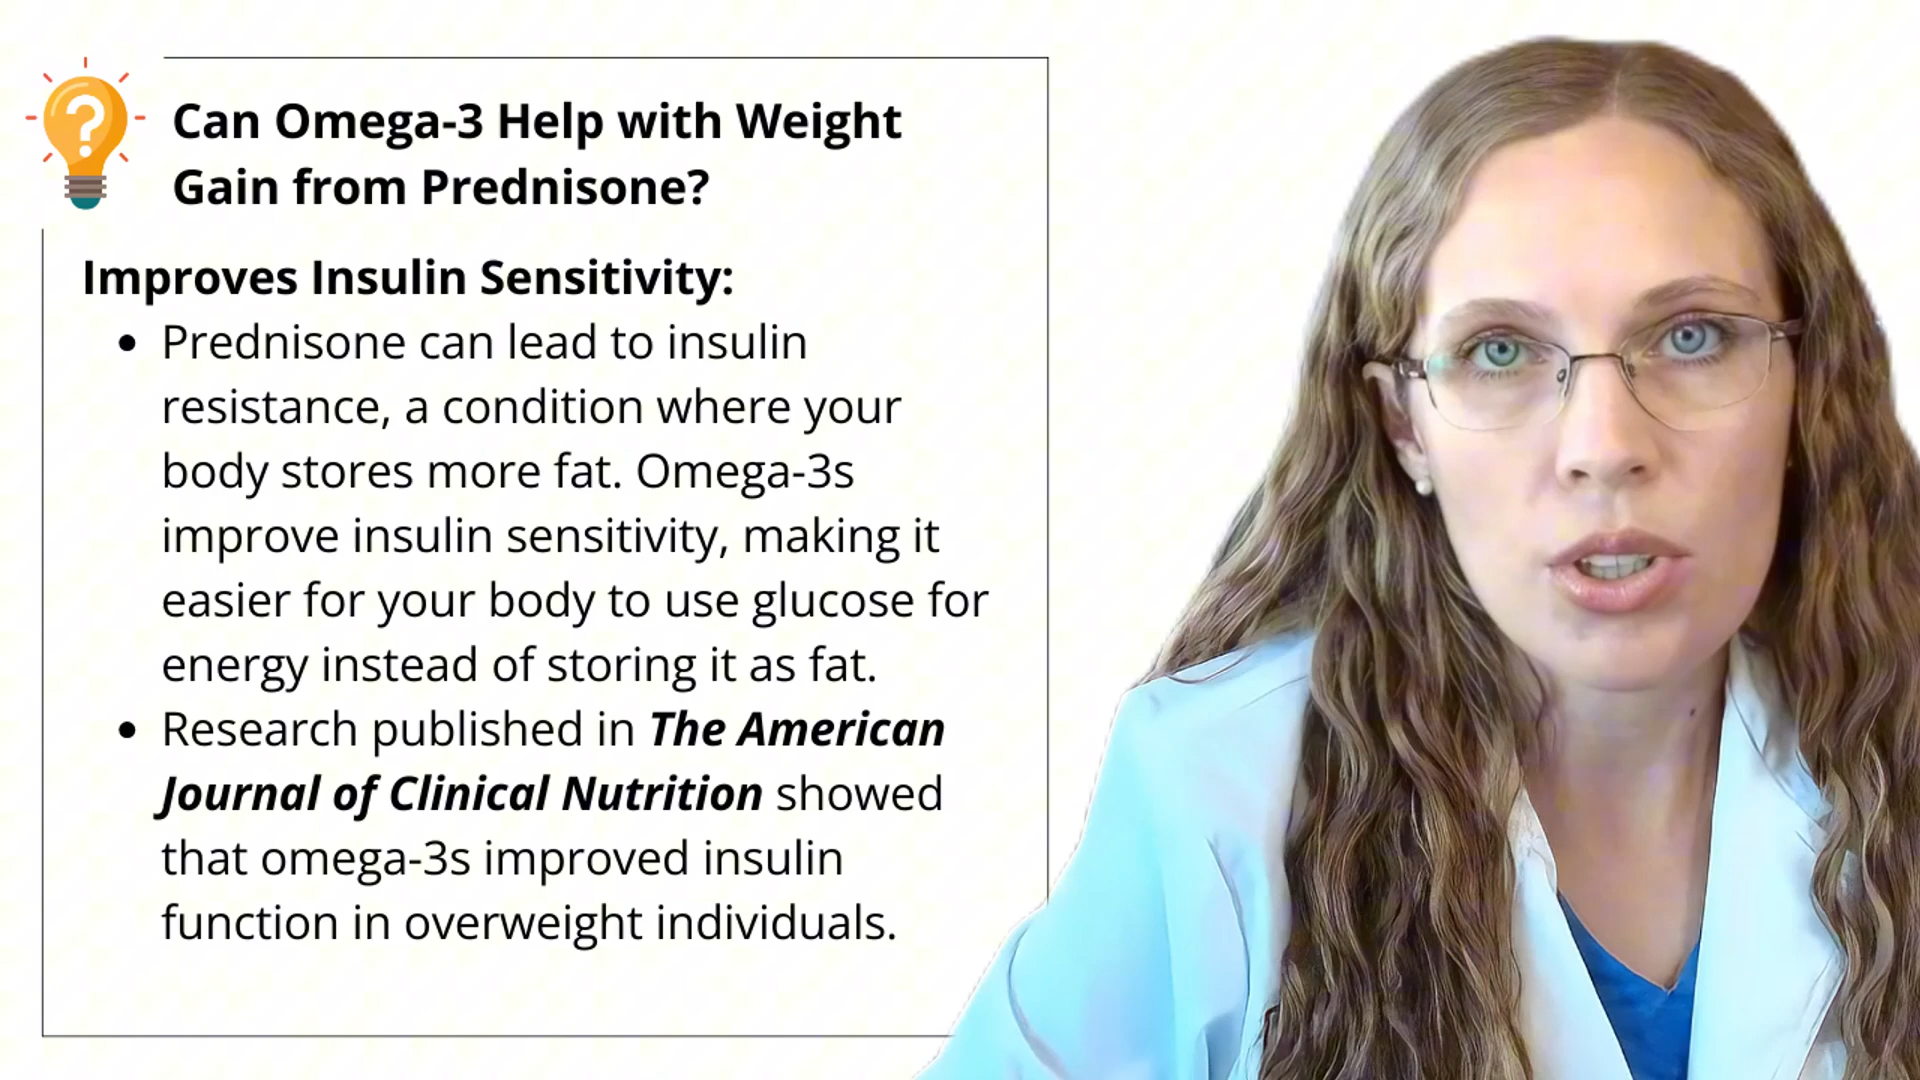 Can Omega-3 Help with Weight
Gain from Prednisone?
Improves Insulin Sensitivity:
• Prednisone can lead to insulin
resistance, a condition where your
body stores more fat. Omega-3s
improve insulin sensitivity, making it
easier for your body to use glucose for
energy instead of storing it as fat.
• Research published in The American
Journal of Clinical Nutrition showed
that omega-3s improved insulin
function in overweight individuals.